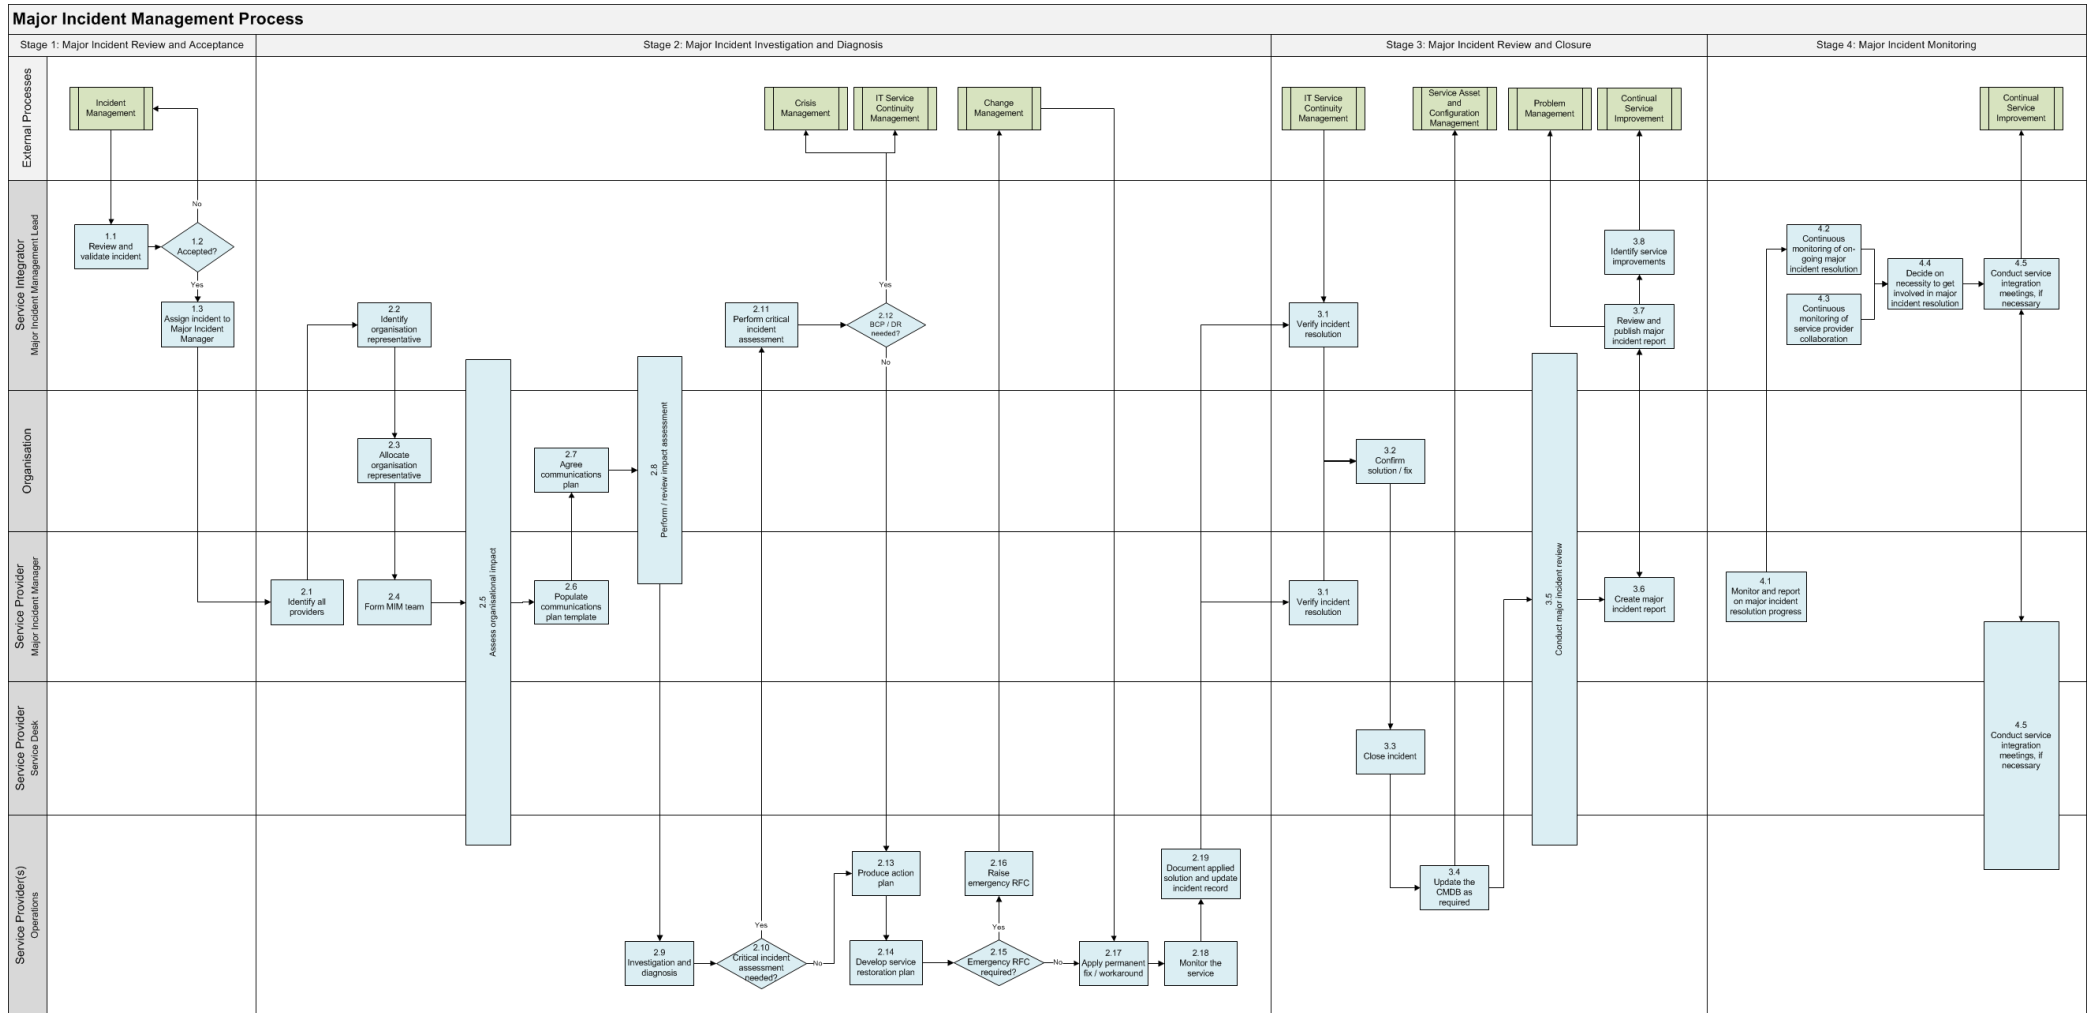 Major Incident Management Process
Stage 1: Major Incident Review and Acceptance
Stage 2: Major Incident Investigation and Diagnosis
Stage 3: Major Incident Review and Closure
Stage 4: Major Incident Monitoring
External Processes
Incident
Management
Crisis
Management
IT Service
Continuity
Management
Change
Management
IT Service
Continuity
Management
Service Asset
and
Configuration
Management
Problem
Management
Continual
Service
Improvement
Continual
Service
Improvement
Service Integrator
Major Incident Management Lead
No
1.1
Review and
validate incident
1.2
Accepted?
Yes
1.3
Assign incident to
Major Incident
Manager
2.2
Identify
organisation
representative
2.11
Perform critical
incident
assessment
Yes
2.12
BCP / DR
needed?
No
3.1
Verify incident
resolution
3.8
Identify service
improvements
3.7
Review and
publish major
incident report
4.2
Continuous
monitoring of on-
going major
incident resolution
4.3
Continuous
monitoring of
service provider
collaboration
4.4
Decide on
necessity to get
involved in major
incident resolution
4.5
Conduct service
integration
meetings, if
necessary
Organisation
2.3
Allocate
organisation
representative
2.7
Agree
communications
plan
2.8
Perform / review impact assessment
3.2
Confirm
solution / fix
Service Provider
Major Incident Manager
2.1
Identify all
providers
2.4
Form MIM team
2.5
Assess organisational impact
2.6
Populate
communications
plan template
3.1
Verify incident
resolution
3.5
Conduct major incident review
3.6
Create major
incident report
4.1
Monitor and report
on major incident
resolution progress
Service Provider
Service Desk
3.3
Close incident
4.5
Conduct service
integration
meetings, if
necessary
Service Provider(s)
Operations
2.9
Investigation and
diagnosis
Yes
2.10
Critical incident
assessment
needed?
No
2.13
Produce action
plan
2.14
Develop service
restoration plan
2.16
Raise
emergency RFC
Yes
2.15
Emergency RFC
required?
No
2.17
Apply permanent
fix / workaround
2.18
Monitor the
service
2.19
Document applied
solution and update
incident record
3.4
Update the
CMDB as
required